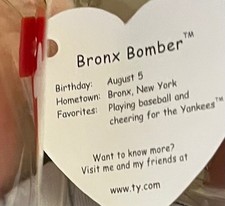 Bronx Bomber™
Birthday: August 5
Hometown: Bronx, New York
Favorites: Playing baseball and
cheering for the Yankees™
Want to know more?
Visit me and my friends at
www.ty.com